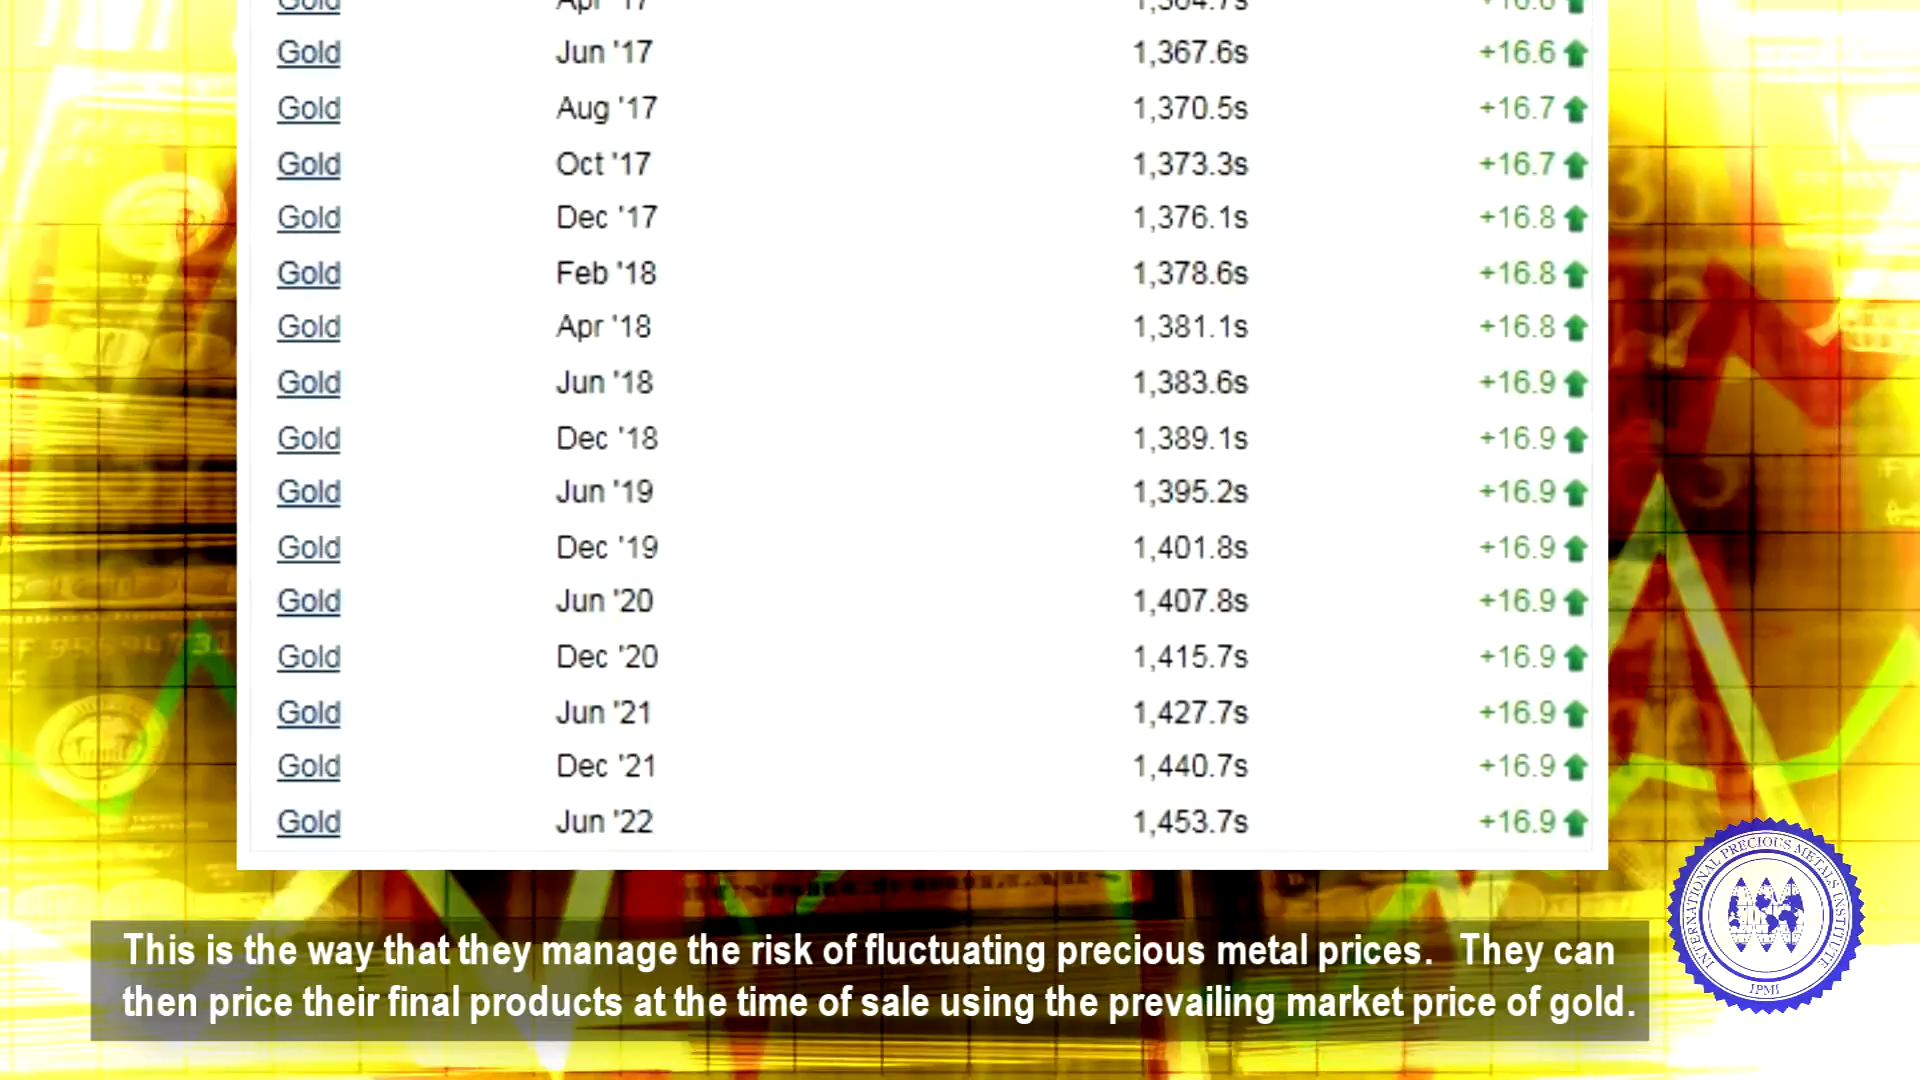 Gold Apr '17 1,364.7s +16.6
Gold Jun '17 1,367.6s +16.6
Gold Aug '17 1,370.5s +16.7
Gold Oct '17 1,373.3s +16.7
Gold Dec '17 1,376.1s +16.8
Gold Feb '18 1,378.6s +16.8
Gold Apr '18 1,381.1s +16.8
Gold Jun '18 1,383.6s +16.9
Gold Dec '18 1,389.1s +16.9
Gold Jun '19 1,395.2s +16.9
Gold Dec '19 1,401.8s +16.9
Gold Jun '20 1,407.8s +16.9
Gold Dec '20 1,415.7s +16.9
Gold Jun '21 1,427.7s +16.9
Gold Dec '21 1,440.7s +16.9
Gold Jun '22 1,453.7s +16.9
This is the way that they manage the risk of fluctuating precious metal prices. They can
then price their final products at the time of sale using the prevailing market price of gold.
INTERNATIONAL PRECIOUS METALS INSTITUTE
IPMI